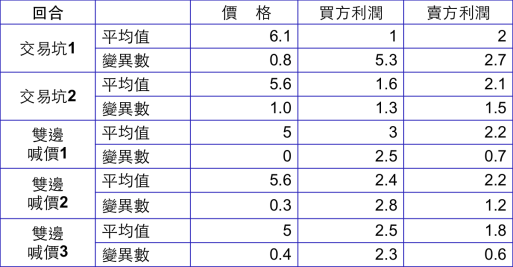 回合 價 格 買方利潤 賣方利潤
交易坑1 平均值 6.1 1 2
變異數 0.8 5.3 2.7
交易坑2 平均值 5.6 1.6 2.1
變異數 1.0 1.3 1.5
雙邊喊價1 平均值 5 3 2.2
變異數 0 2.5 0.7
雙邊喊價2 平均值 5.6 2.4 2.2
變異數 0.3 2.8 1.2
雙邊喊價3 平均值 5 2.5 1.8
變異數 0.4 2.3 0.6